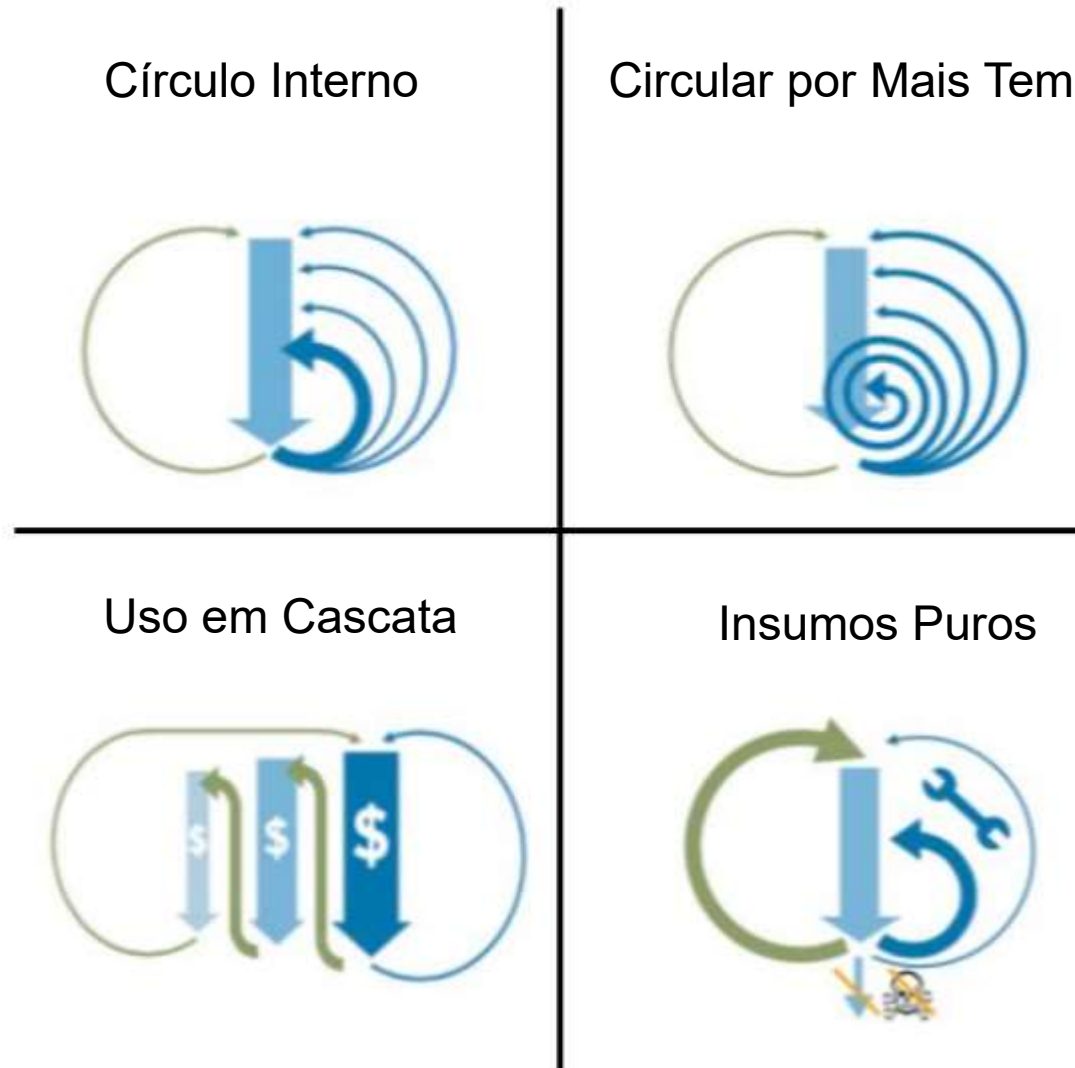 Círculo Interno
Circular por Mais Tem
Uso em Cascata
Insumos Puros
$
$
$